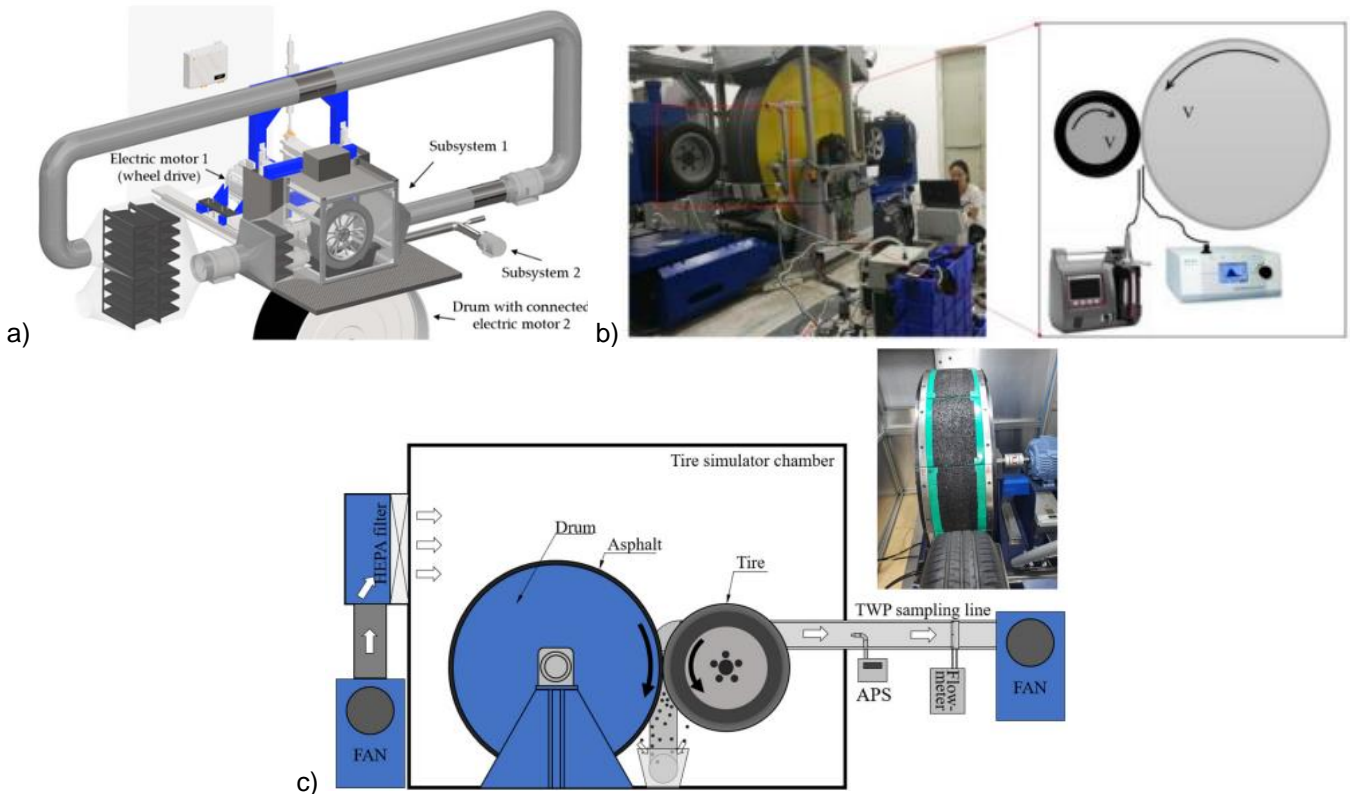 Electric motor 1
(wheel drive)
Subsystem 1
Subsystem 2
Drum with connected
electric motor 2
a)
b)
V
V
c)
Tire simulator chamber
HEPA filter
Drum
Asphalt
Tire
TWP sampling line
APS
Flow-
meter
FAN
FAN